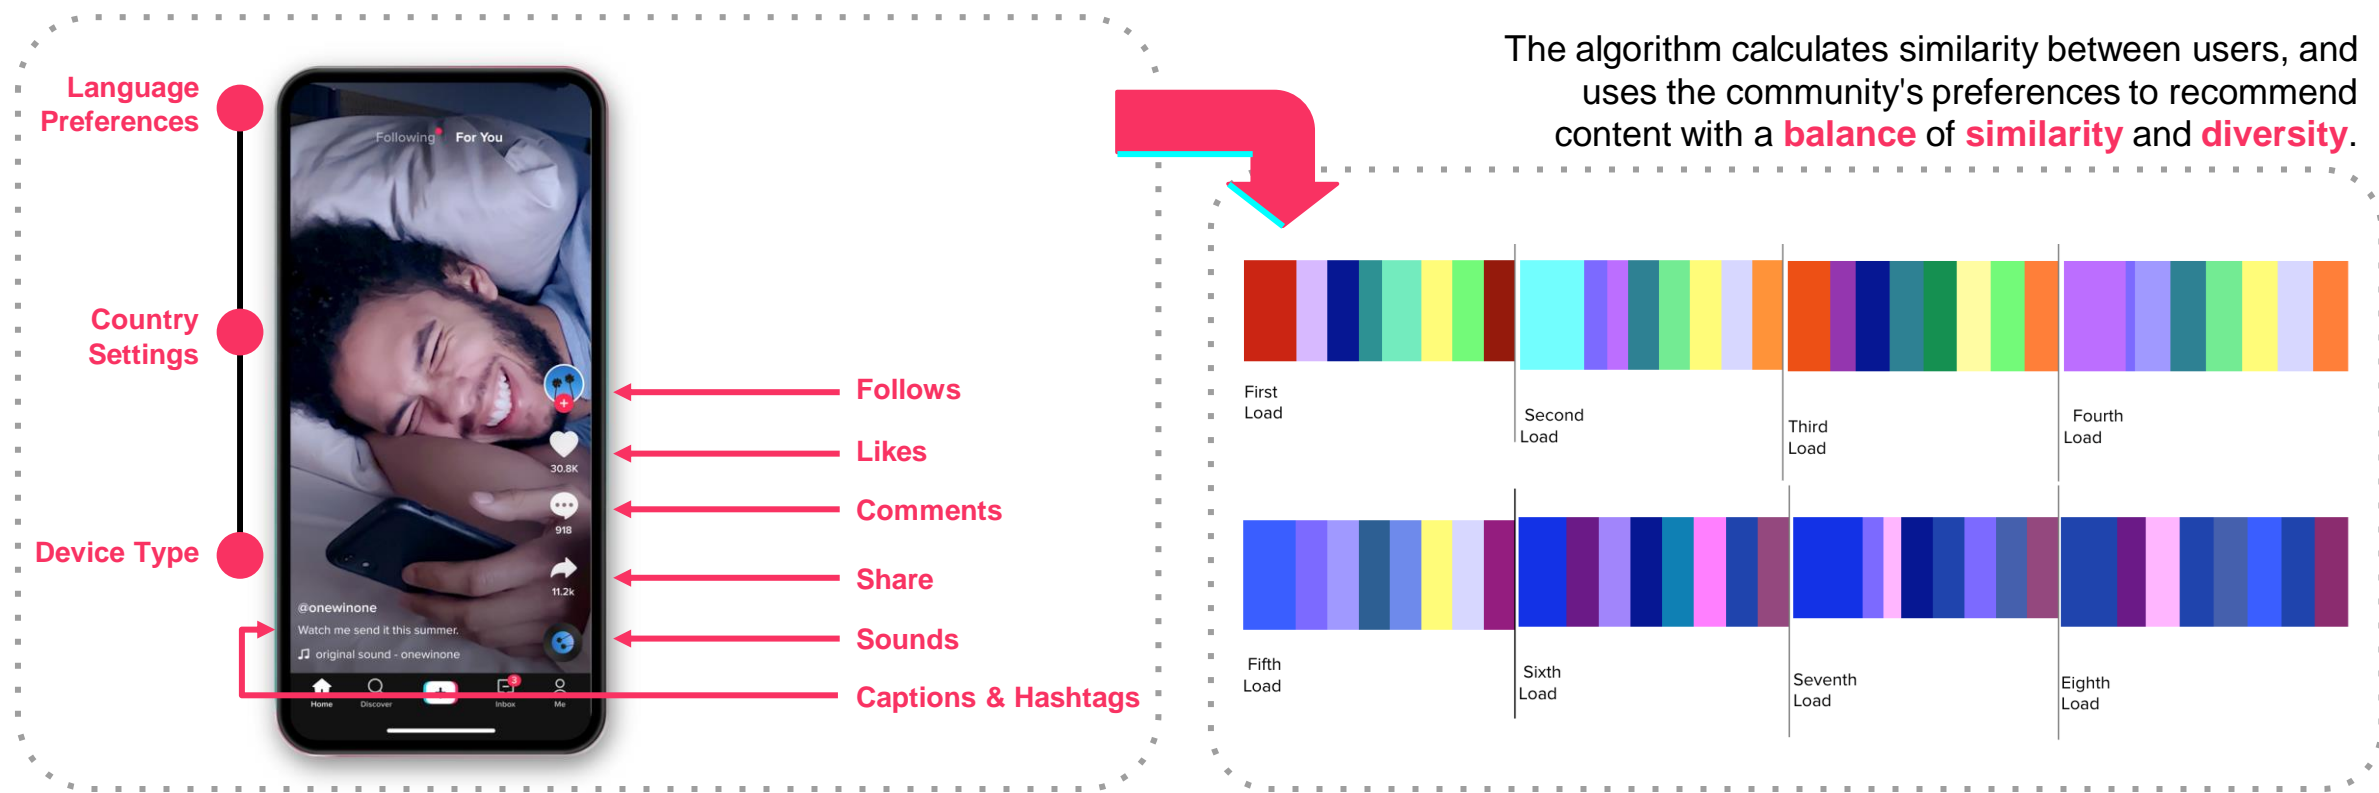 The algorithm calculates similarity between users, and
uses the community's preferences to recommend
content with a balance of similarity and diversity.
Language
Preferences
Country
Settings
Device Type
Following
For You
30.8K
918
11.2k
@onewinone
Watch me send it this summer.
original sound - onewinone
Home
Discover
3
Inbox
Me
Follows
Likes
Comments
Share
Sounds
Captions & Hashtags
First
Load
Second
Load
Third
Load
Fourth
Load
Fifth
Load
Sixth
Load
Seventh
Load
Eighth
Load